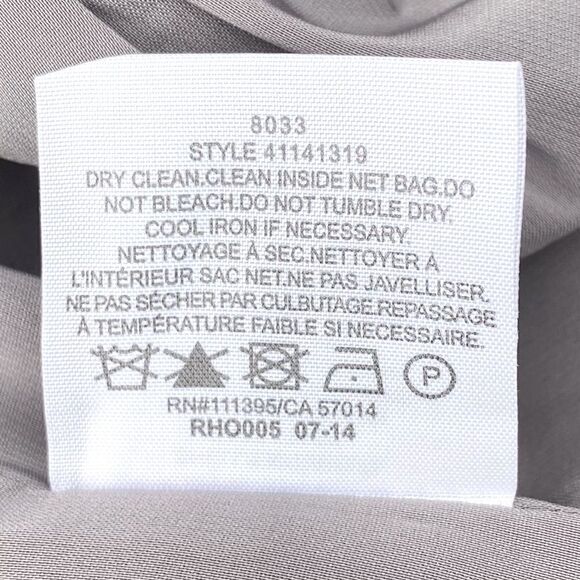 8033
STYLE 41141319
DRY CLEAN.CLEAN INSIDE NET BAG.DO
NOT BLEACH.DO NOT TUMBLE DRY.
COOL IRON IF NECESSARY.
NETTOYAGE À SEC.NETTOYER À
L'INTÉRIEUR SAC NET.NE PAS JAVELLISER.
NE PAS SÉCHER PAR CULBUTAGE.REPASSAGE
À TEMPÉRATURE FAIBLE SI NECESSAIRE.
P
RN#111395/CA 57014
RHO005 07-14